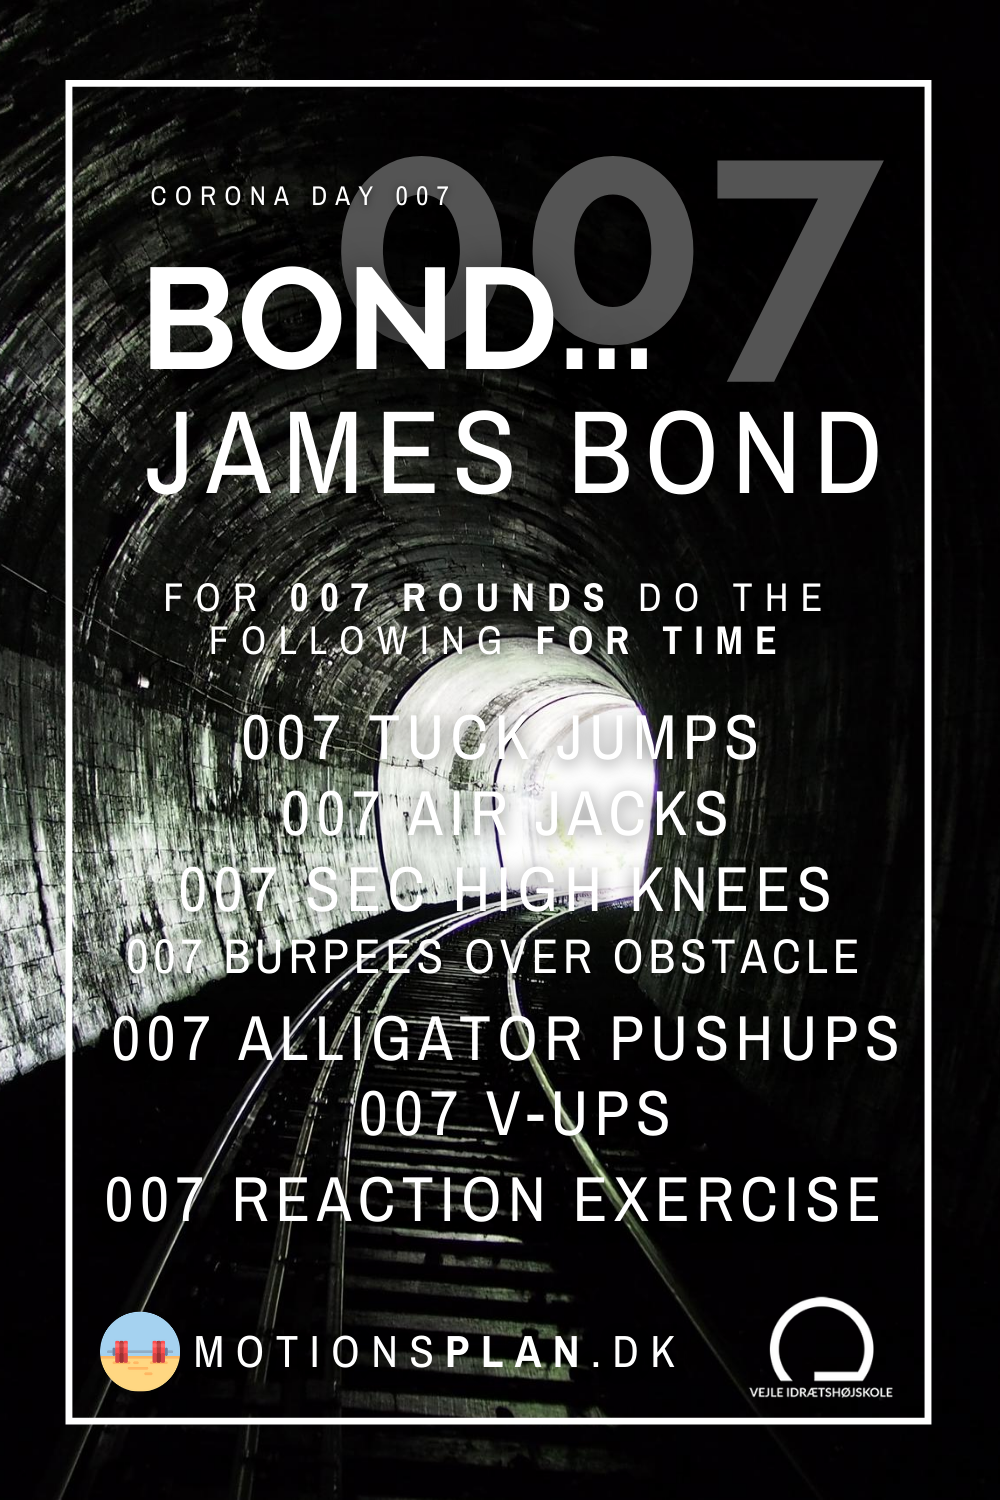 007
CORONA DAY 007
BOND...
JAMES BOND
FOR 007 ROUNDS DO THE
FOLLOWING FOR TIME
007 TUCK JUMPS
007 AIR JACKS
007 SEC HIGH KNEES
007 BURPEES OVER OBSTACLE
007 ALLIGATOR PUSHUPS
007 V-UPS
007 REACTION EXERCISE
MOTIONSPLAN.DK
VEJLE IDRÆTSHØJSKOLE